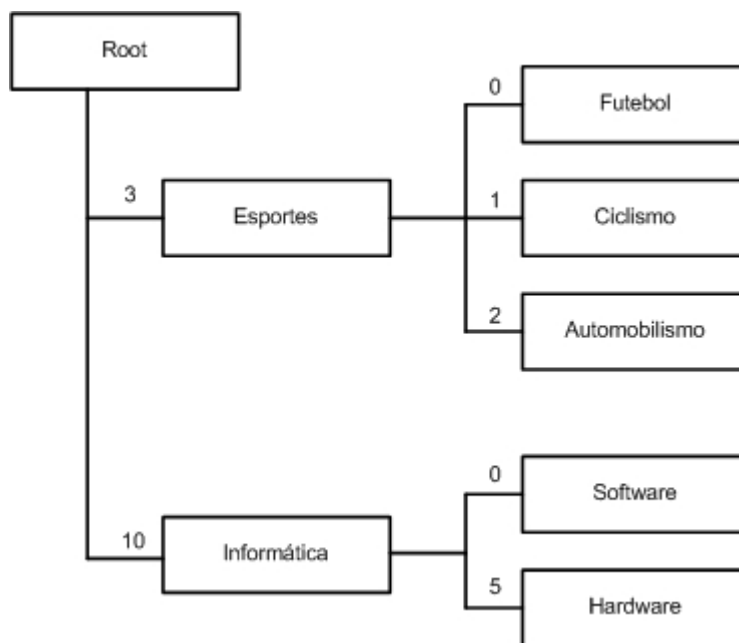 Root
0
Futebol
3
Esportes
1
Ciclismo
2
Automobilismo
0
Software
10
Informática
5
Hardware